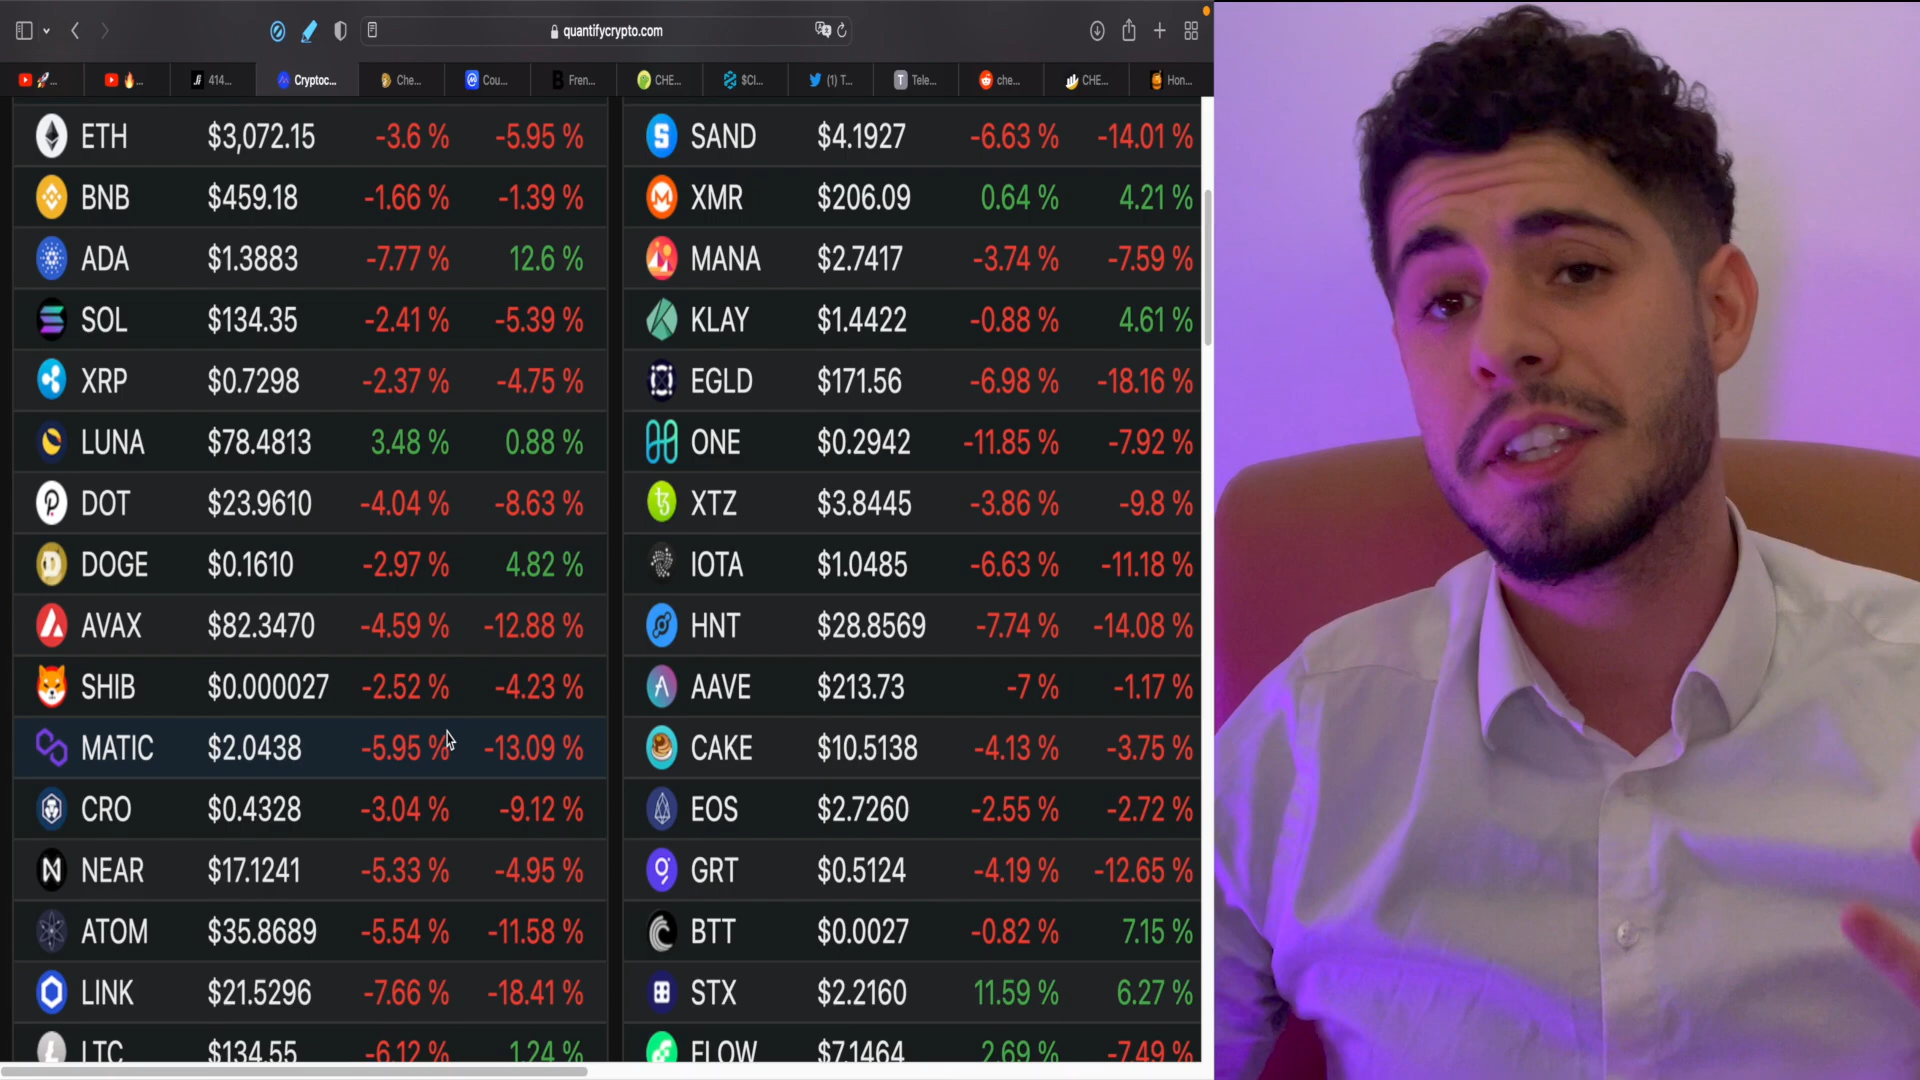 quantifycrypto.com
414...
Cryptoc...
Che...
Cou...
Fren...
CHE...
$CI...
(1) T...
Tele...
che...
CHE...
Hon...
ETH $3,072.15 -3.6 % -5.95 %
BNB $459.18 -1.66 % -1.39 %
ADA $1.3883 -7.77 % 12.6 %
SOL $134.35 -2.41 % -5.39 %
XRP $0.7298 -2.37 % -4.75 %
LUNA $78.4813 3.48 % 0.88 %
DOT $23.9610 -4.04 % -8.63 %
DOGE $0.1610 -2.97 % 4.82 %
AVAX $82.3470 -4.59 % -12.88 %
SHIB $0.000027 -2.52 % -4.23 %
MATIC $2.0438 -5.95 % -13.09 %
CRO $0.4328 -3.04 % -9.12 %
NEAR $17.1241 -5.33 % -4.95 %
ATOM $35.8689 -5.54 % -11.58 %
LINK $21.5296 -7.66 % -18.41 %
LTC $134.55 -6.12 % 1.24 %
SAND $4.1927 -6.63 % -14.01 %
XMR $206.09 0.64 % 4.21 %
MANA $2.7417 -3.74 % -7.59 %
KLAY $1.4422 -0.88 % 4.61 %
EGLD $171.56 -6.98 % -18.16 %
ONE $0.2942 -11.85 % -7.92 %
XTZ $3.8445 -3.86 % -9.8 %
IOTA $1.0485 -6.63 % -11.18 %
HNT $28.8569 -7.74 % -14.08 %
AAVE $213.73 -7 % -1.17 %
CAKE $10.5138 -4.13 % -3.75 %
EOS $2.7260 -2.55 % -2.72 %
GRT $0.5124 -4.19 % -12.65 %
BTT $0.0027 -0.82 % 7.15 %
STX $2.2160 11.59 % 6.27 %
FLOW $7.1464 2.69 % -7.49 %